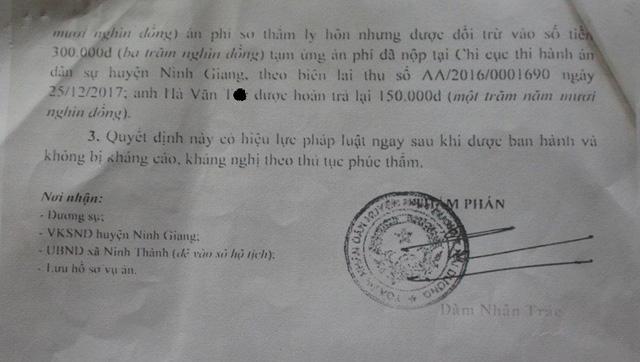 mươi nghìn đồng) án phí sơ thẩm ly hôn nhưng được đối trừ vào số tiền
300.000đ (ba trăm nghìn đồng) tạm ứng án phí đã nộp tại Chi cục thi hành án
dân sự huyện Ninh Giang, theo biên lai thu số AA/2016/0001690 ngày
25/12/2017; anh Hà Văn được hoàn trả lại 150.000đ (một trăm năm mươi
nghìn đồng).
3. Quyết định này có hiệu lực pháp luật ngay sau khi được ban hành và
không bị kháng cáo, kháng nghị theo thủ tục phúc thẩm.
Nơi nhận:
- Đương sự;
- VKSND huyện Ninh Giang;
- UBND xã Ninh Thành (để vào sổ hộ tịch);
- Lưu hồ sơ vụ án.
THẨM PHÁN
Đàm Nhân Trác